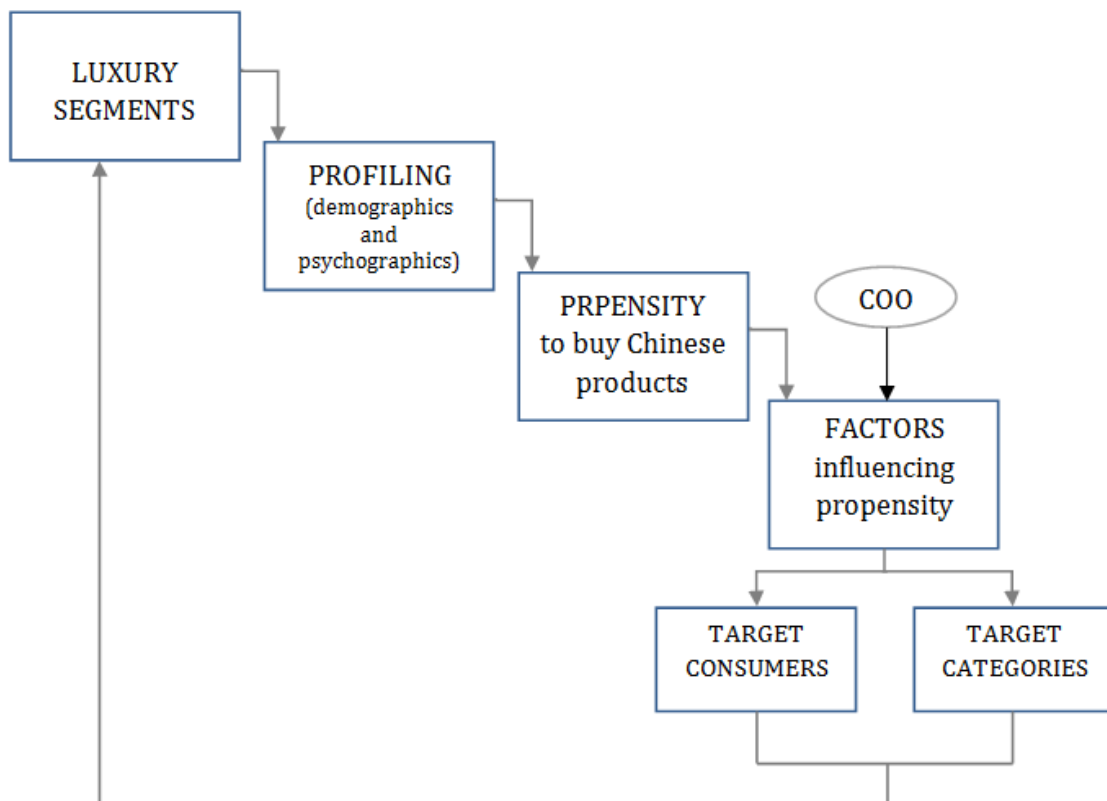 LUXURY
SEGMENTS
PROFILING
(demographics
and
psychographics)
PRPENSITY
to buy Chinese
products
COO
FACTORS
influencing
propensity
TARGET
CONSUMERS
TARGET
CATEGORIES